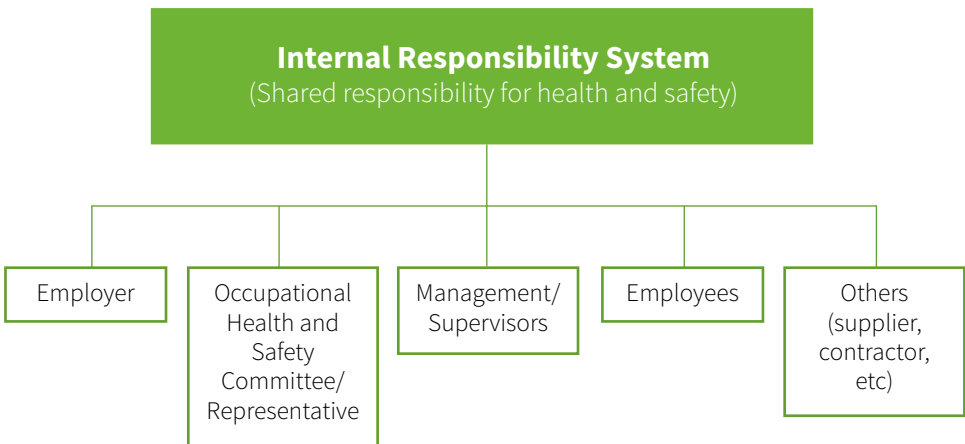 Internal Responsibility System
(Shared responsibility for health and safety)
Employer
Occupational
Health and
Safety
Committee/
Representative
Management/
Supervisors
Employees
Others
(supplier,
contractor,
etc)